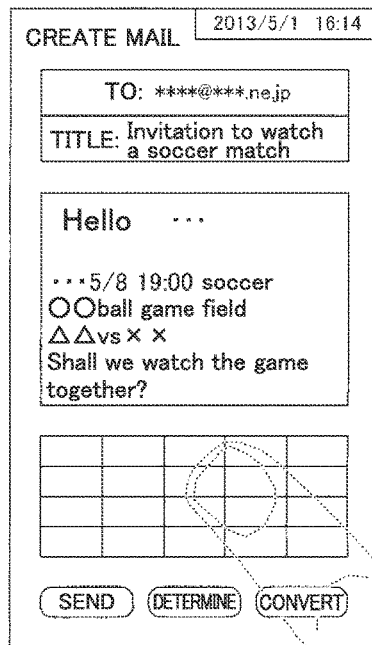 2013/5/1 16:14
CREATE MAIL
TO: ****@***.ne.jp
TITLE: Invitation to watch
a soccer match
Hello ･･･
･･･5/8 19:00 soccer
○○ball game field
△△vs××
Shall we watch the game
together?
SEND DETERMINE CONVERT